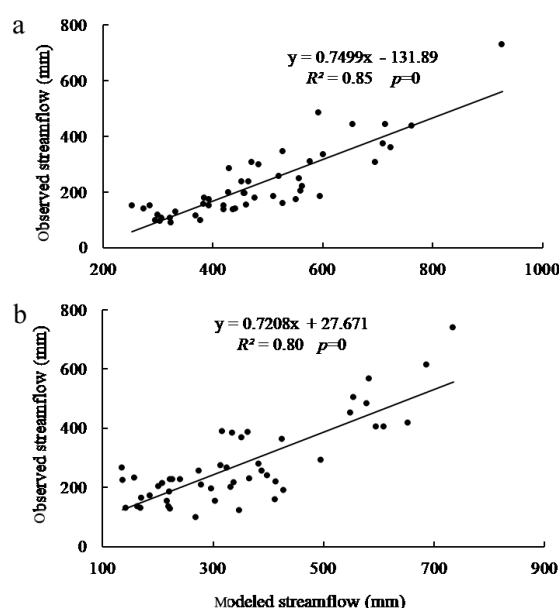 a
800
y = 0.7499x - 131.89
R² = 0.85 p=0
600
400
200
0
Observed streamflow (mm)
200 400 600 800 1000
b
800
y = 0.7208x + 27.671
R² = 0.80 p=0
600
400
200
0
Observed streamflow (mm)
100 300 500 700 900
Modeled streamflow (mm)